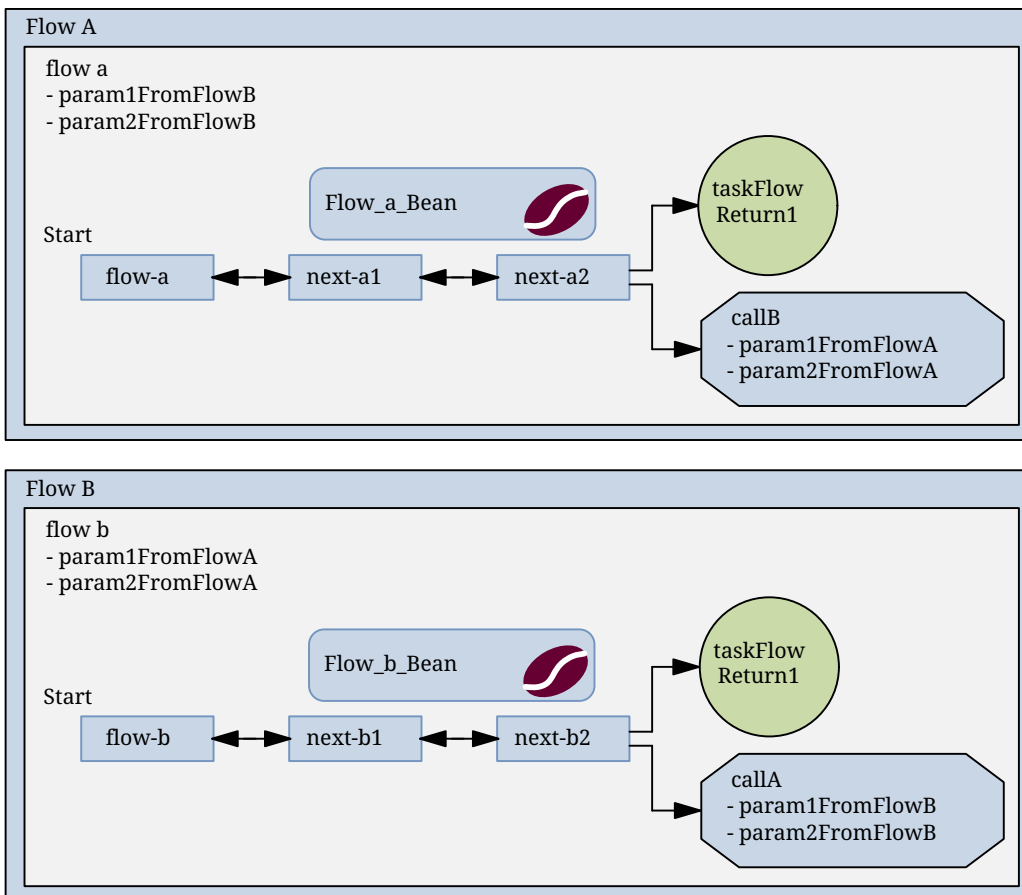 Flow A
flow a
- param1FromFlowB
- param2FromFlowB
Flow_a_Bean
Start
flow-a
next-a1
next-a2
taskFlow
Return1
callB
- param1FromFlowA
- param2FromFlowA
Flow B
flow b
- param1FromFlowA
- param2FromFlowA
Flow_b_Bean
Start
flow-b
next-b1
next-b2
taskFlow
Return1
callA
- param1FromFlowB
- param2FromFlowB